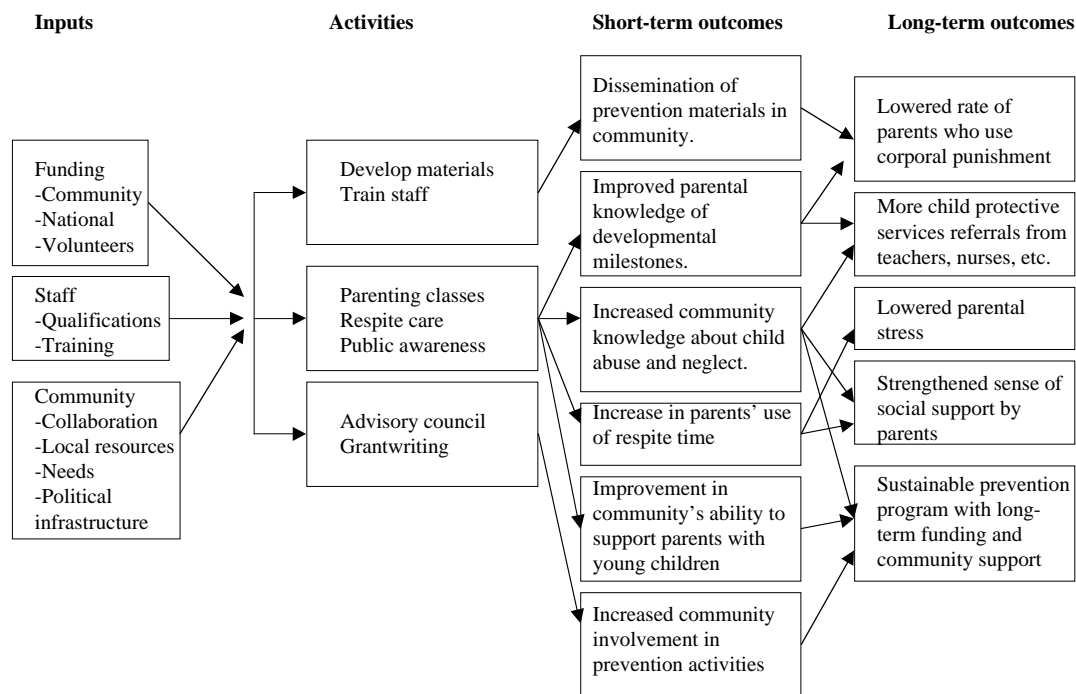 Inputs
Activities
Short-term outcomes
Long-term outcomes
Funding
-Community
-National
-Volunteers
Staff
-Qualifications
-Training
Community
-Collaboration
-Local resources
-Needs
-Political
infrastructure
Develop materials
Train staff
Parenting classes
Respite care
Public awareness
Advisory council
Grantwriting
Dissemination of
prevention materials in
community.
Improved parental
knowledge of
developmental
milestones.
Increased community
knowledge about child
abuse and neglect.
Increase in parents’ use
of respite time
Improvement in
community’s ability to
support parents with
young children
Increased community
involvement in
prevention activities
Lowered rate of
parents who use
corporal punishment
More child protective
services referrals from
teachers, nurses, etc.
Lowered parental
stress
Strengthened sense of
social support by
parents
Sustainable prevention
program with long-
term funding and
community support